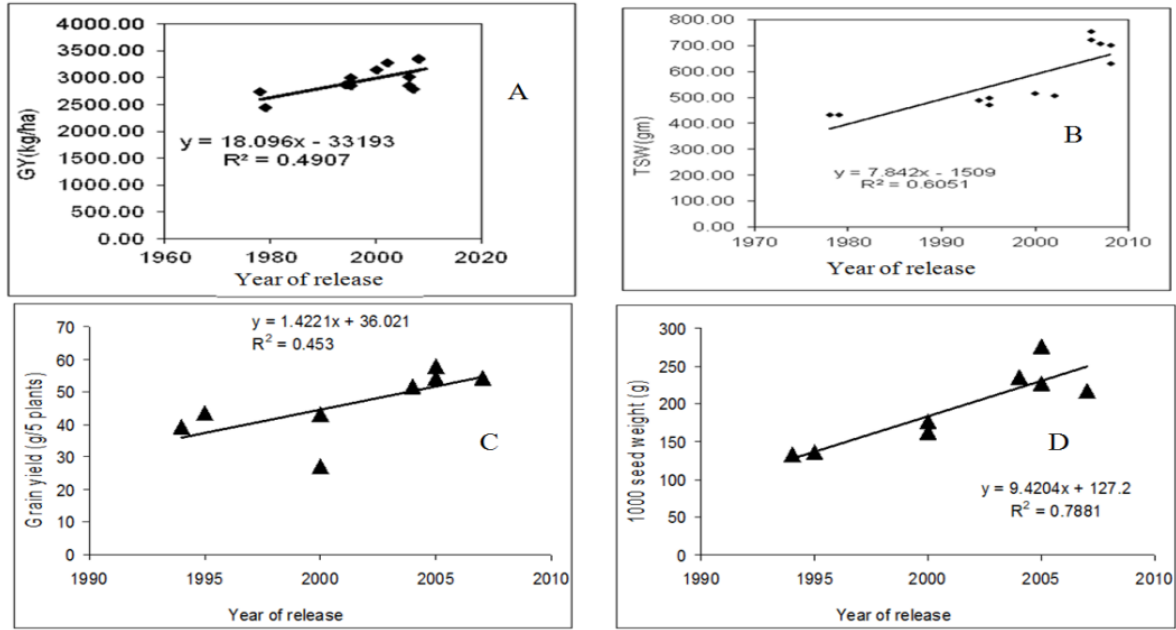 4000.00
3500.00
3000.00
2500.00
2000.00
1500.00
1000.00
500.00
0.00
GY(kg/ha)
A
y = 18.096x - 33193
R² = 0.4907
1960 1980 2000 2020
Year of release
800.00
700.00
600.00
500.00
400.00
300.00
200.00
100.00
0.00
TSW(gm)
B
y = 7.842x - 1509
R² = 0.6051
1970 1980 1990 2000 2010
Year of release
y = 1.4221x + 36.021
R² = 0.453
70
60
50
40
30
20
10
0
Grain yield (g/5 plants)
C
1990 1995 2000 2005 2010
Year of release
300
250
200
150
100
50
0
1000 seed weight (g)
D
y = 9.4204x + 127.2
R² = 0.7881
1990 1995 2000 2005 2010
Year of release